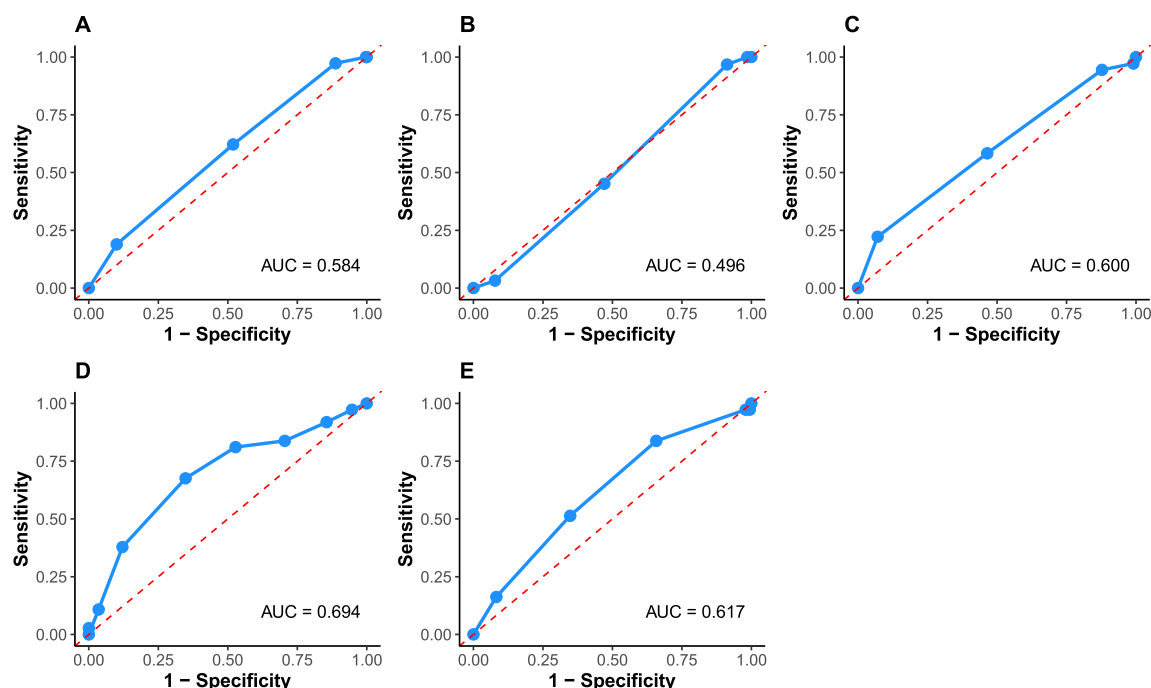 A
1.00
0.75
0.50
0.25
0.00
Sensitivity
AUC = 0.584
0.00 0.25 0.50 0.75 1.00
1 − Specificity
B
1.00
0.75
0.50
0.25
0.00
Sensitivity
AUC = 0.496
0.00 0.25 0.50 0.75 1.00
1 − Specificity
C
1.00
0.75
0.50
0.25
0.00
Sensitivity
AUC = 0.600
0.00 0.25 0.50 0.75 1.00
1 − Specificity
D
1.00
0.75
0.50
0.25
0.00
Sensitivity
AUC = 0.694
0.00 0.25 0.50 0.75 1.00
1 − Specificity
E
1.00
0.75
0.50
0.25
0.00
Sensitivity
AUC = 0.617
0.00 0.25 0.50 0.75 1.00
1 − Specificity